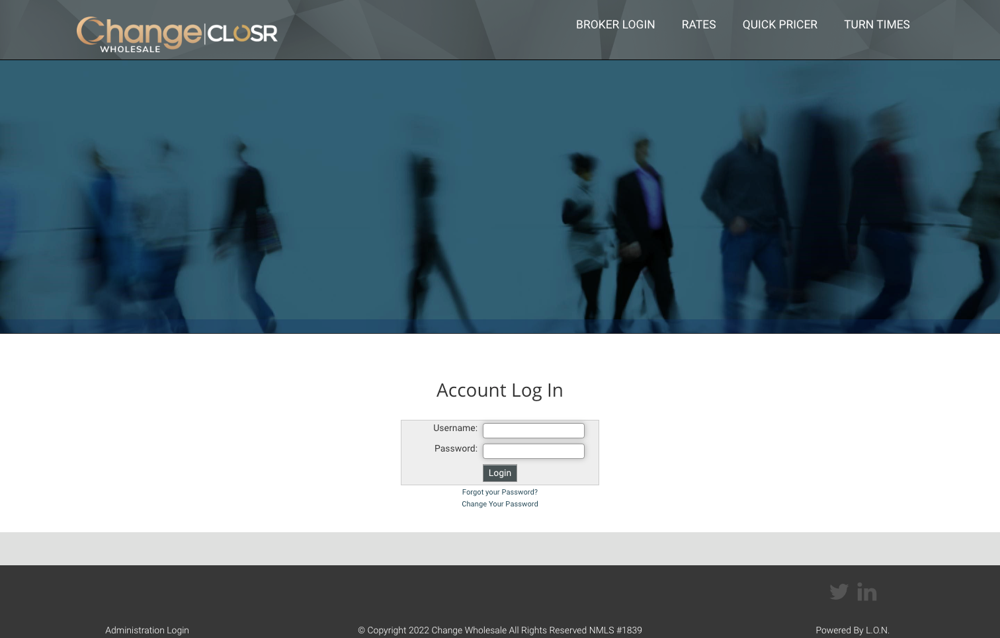 Change | CLOSR
WHOLESALE
BROKER LOGIN
RATES
QUICK PRICER
TURN TIMES
Account Log In
Username:
Password:
Login
Forgot your Password?
Change Your Password
Administration Login
© Copyright 2022 Change Wholesale All Rights Reserved NMLS #1839
Powered By L.O.N.